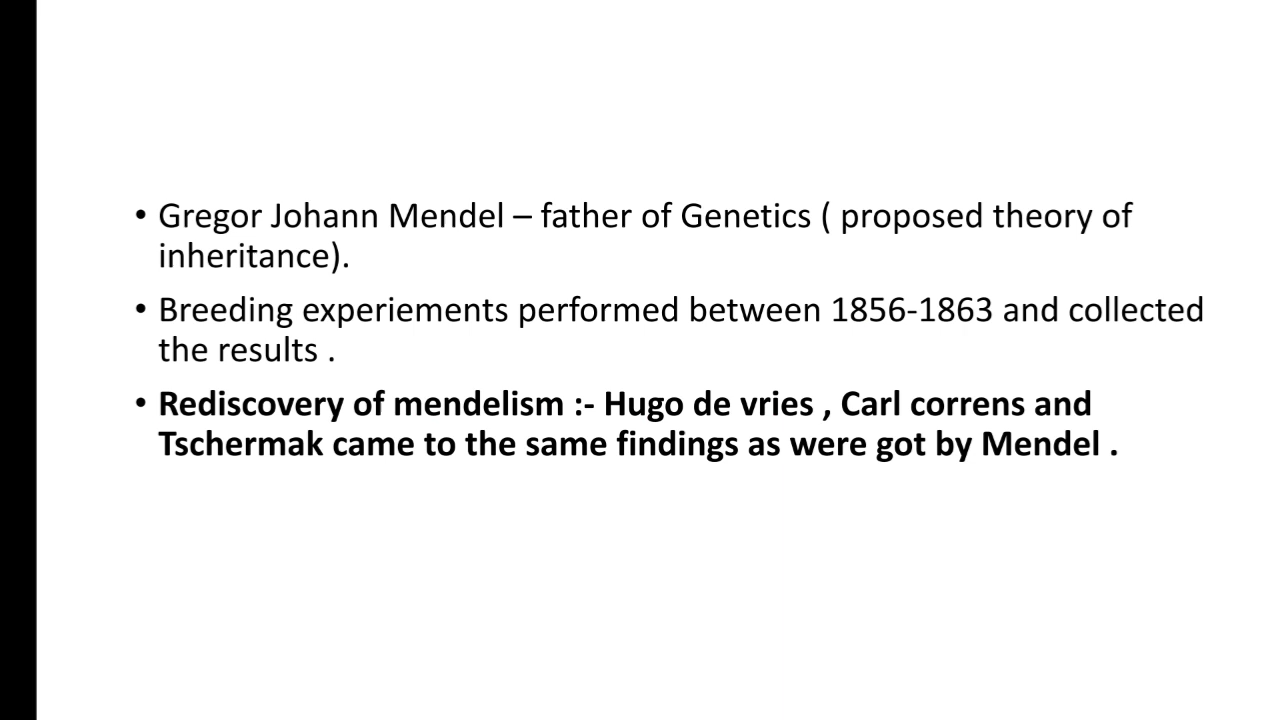 • Gregor Johann Mendel – father of Genetics ( proposed theory of
inheritance).
• Breeding experiements performed between 1856-1863 and collected
the results .
• Rediscovery of mendelism :- Hugo de vries , Carl correns and
Tschermak came to the same findings as were got by Mendel .